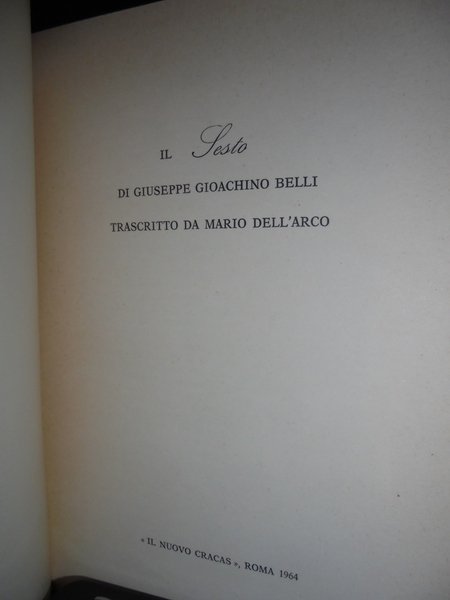 IL Sesto
DI GIUSEPPE GIOACHINO BELLI
TRASCRITTO DA MARIO DELL'ARCO
« IL NUOVO CRACAS », ROMA 1964